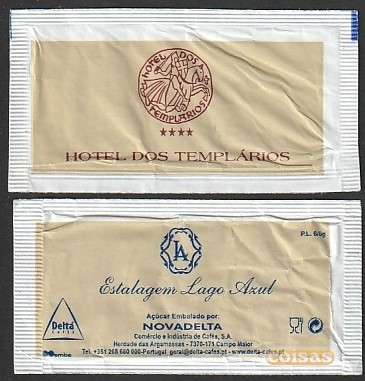 HOTEL DOS
TEMPLÁRIOS
★★★★
HOTEL DOS TEMPLÁRIOS
LA
P.L. 6/8g
Estalagem Lago Azul
Açúcar Embalado por:
NOVADELTA
Comércio e Indústria de Cafés, S.A.
Herdade das Argamassas - 7370-171 Campo Maior
Tel. +351 268 680 000-Portugal geral@delta-cafes.pt www.delta-cafes.pt
Delta
CAFÉS
coisas